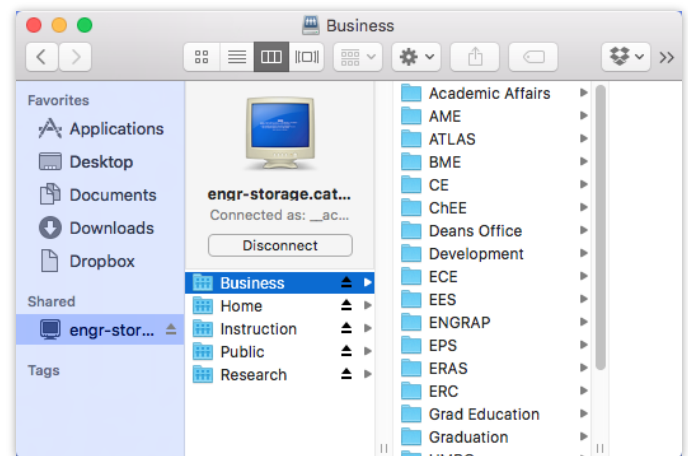 Business
Favorites
Applications
Desktop
Documents
Downloads
Dropbox
Shared
engr-stor...
Tags
engr-storage.cat...
Connected as: __ac...
Disconnect
Business
Home
Instruction
Public
Research
Academic Affairs
AME
ATLAS
BME
CE
ChEE
Deans Office
Development
ECE
EES
ENGRAP
EPS
ERAS
ERC
Grad Education
Graduation